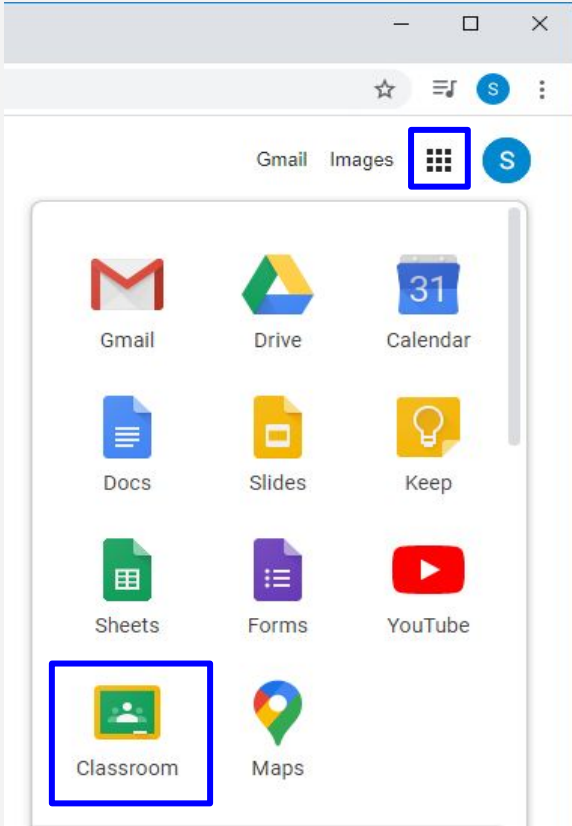 S
Gmail Images S
Gmail Drive 31 Calendar
Docs Slides Keep
Sheets Forms YouTube
Classroom Maps